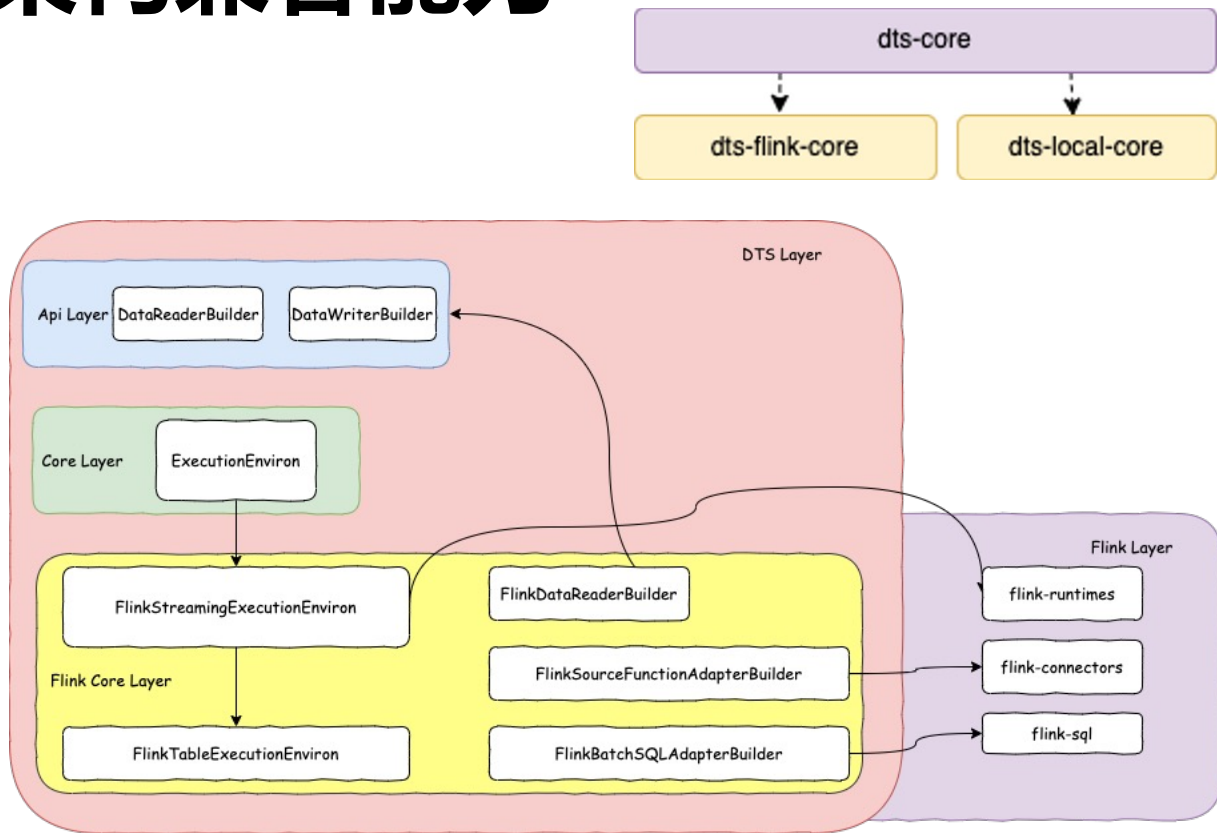 dts-core
dts-flink-core
dts-local-core
DTS Layer
Api Layer
DataReaderBuilder
DataWriterBuilder
Core Layer
ExecutionEnviron
Flink Layer
FlinkStreamingExecutionEnviron
FlinkDataReaderBuilder
flink-runtimes
Flink Core Layer
FlinkSourceFunctionAdapterBuilder
flink-connectors
FlinkTableExecutionEnviron
FlinkBatchSQLAdapterBuilder
flink-sql